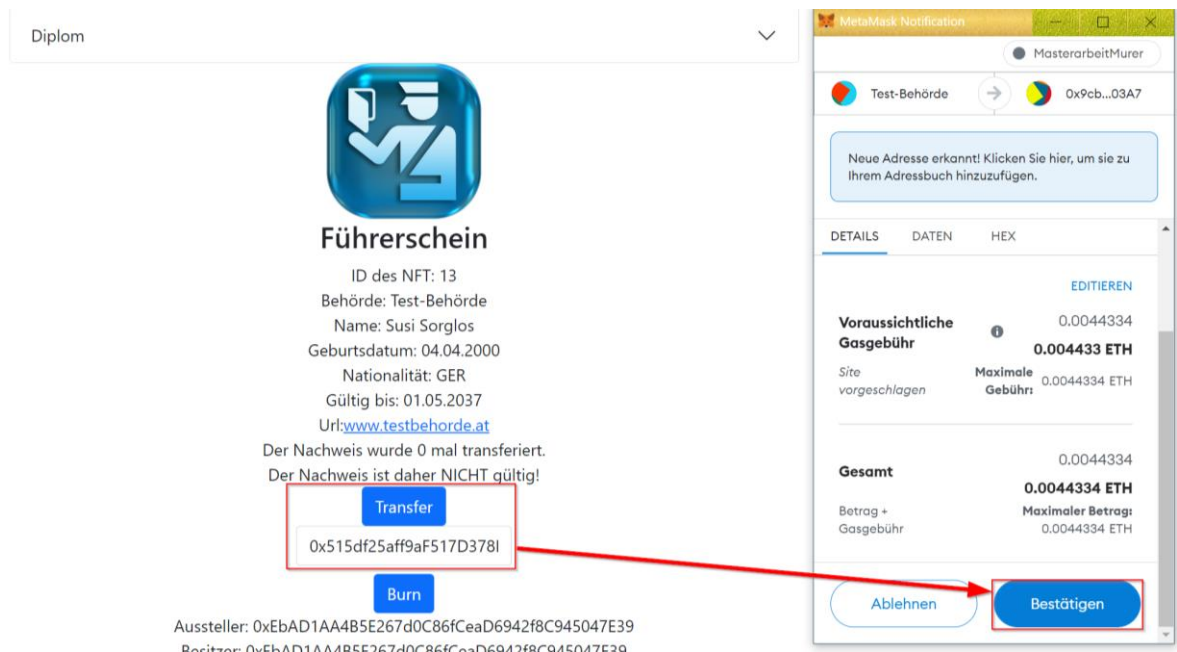 Diplom
Führerschein
ID des NFT: 13
Behörde: Test-Behörde
Name: Susi Sorglos
Geburtsdatum: 04.04.2000
Nationalität: GER
Gültig bis: 01.05.2037
Url:www.testbehorde.at
Der Nachweis wurde 0 mal transferiert.
Der Nachweis ist daher NICHT gültig!
Transfer
0x515df25aff9aF517D378
Burn
Aussteller: 0xEbAD1AA4B5E267d0C86fCeaD6942f8C945047E39
Besitzer: 0xEbAD1AA4B5E267d0C86fCeaD6942f8C945047E39
MetaMask Notification
MasterarbeitMurer
Test-Behörde
0x9cb...03A7
Neue Adresse erkannt! Klicken Sie hier, um sie zu
Ihrem Adressbuch hinzuzufügen.
DETAILS DATEN HEX
EDITIEREN
Voraussichtliche 0.0044334
Gasgebühr 0.004433 ETH
Site Maximale
vorgeschlagen Gebühr: 0.0044334 ETH
Gesamt 0.0044334
0.0044334 ETH
Betrag + Maximaler Betrag:
Gasgebühr 0.0044334 ETH
Ablehnen Bestätigen